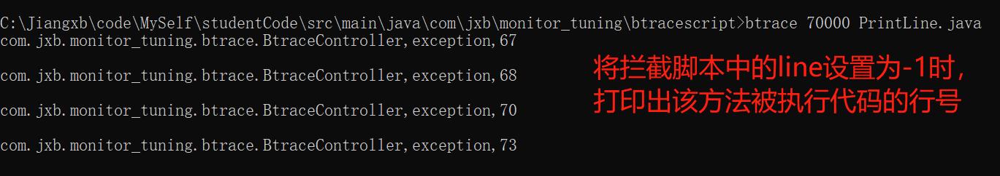 C:\Jiangxb\code\MySelf\studentCode\src\main\java\com\jxb\monitor_tuning\btracescript>btrace 70000 PrintLine.java
com.jxb.monitor_tuning.btrace.BtraceController,exception,67
com.jxb.monitor_tuning.btrace.BtraceController,exception,68
com.jxb.monitor_tuning.btrace.BtraceController,exception,70
com.jxb.monitor_tuning.btrace.BtraceController,exception,73
将拦截脚本中的line设置为-1时，
打印出该方法被执行代码的行号